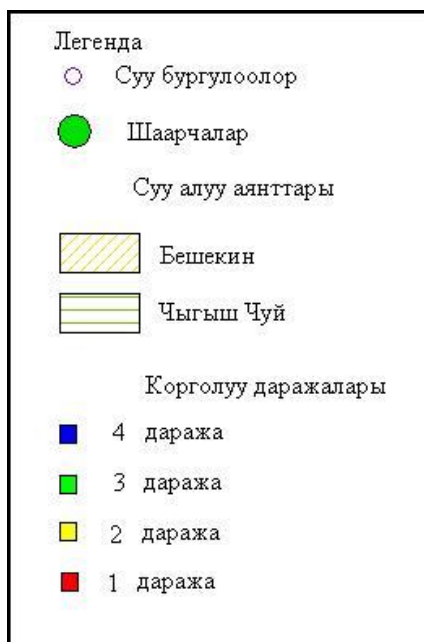 Легенда
Суу бургулоолор
Шаарчалар
Суу алуу аянттары
Бешекин
Чыгыш Чуй
Корголуу даражалары
4 даража
3 даража
2 даража
1 даража